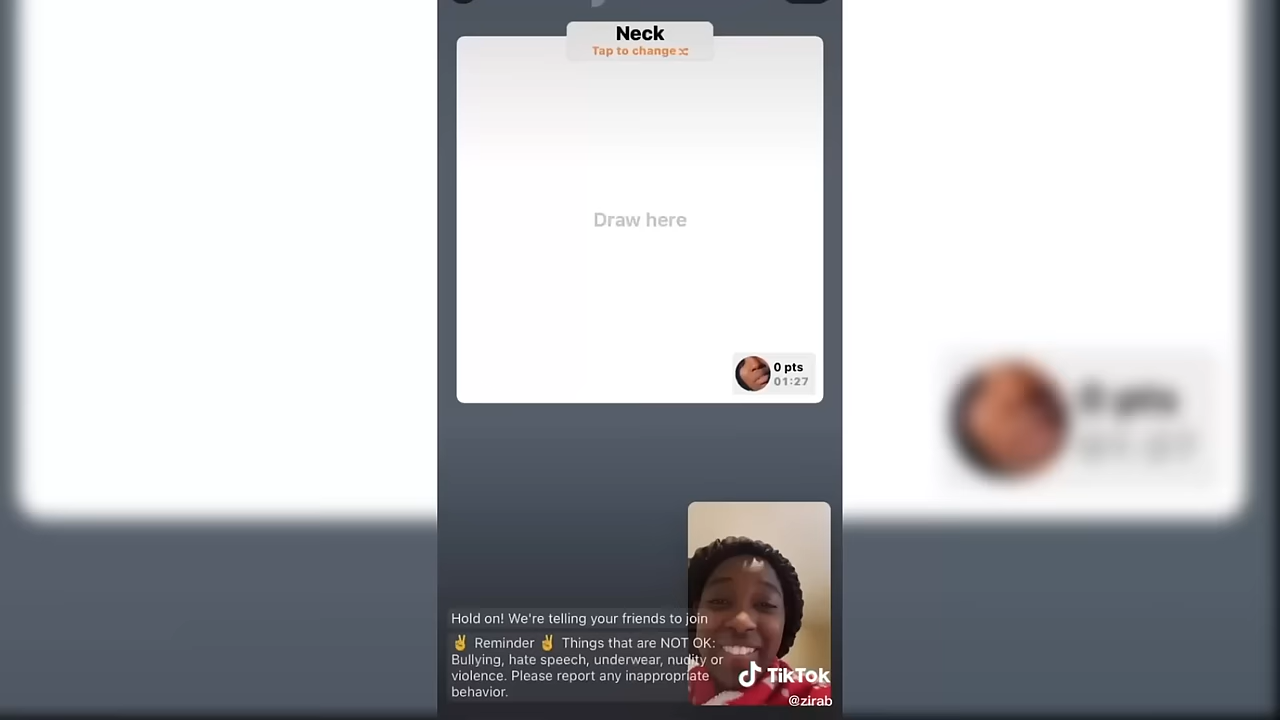 Neck
Tap to change
Draw here
0 pts
01:27
Hold on! We're telling your friends to join
✌️ Reminder ✌️ Things that are NOT OK:
Bullying, hate speech, underwear, nudity or
violence. Please report any inappropriate
behavior.
TikTok
@zirab